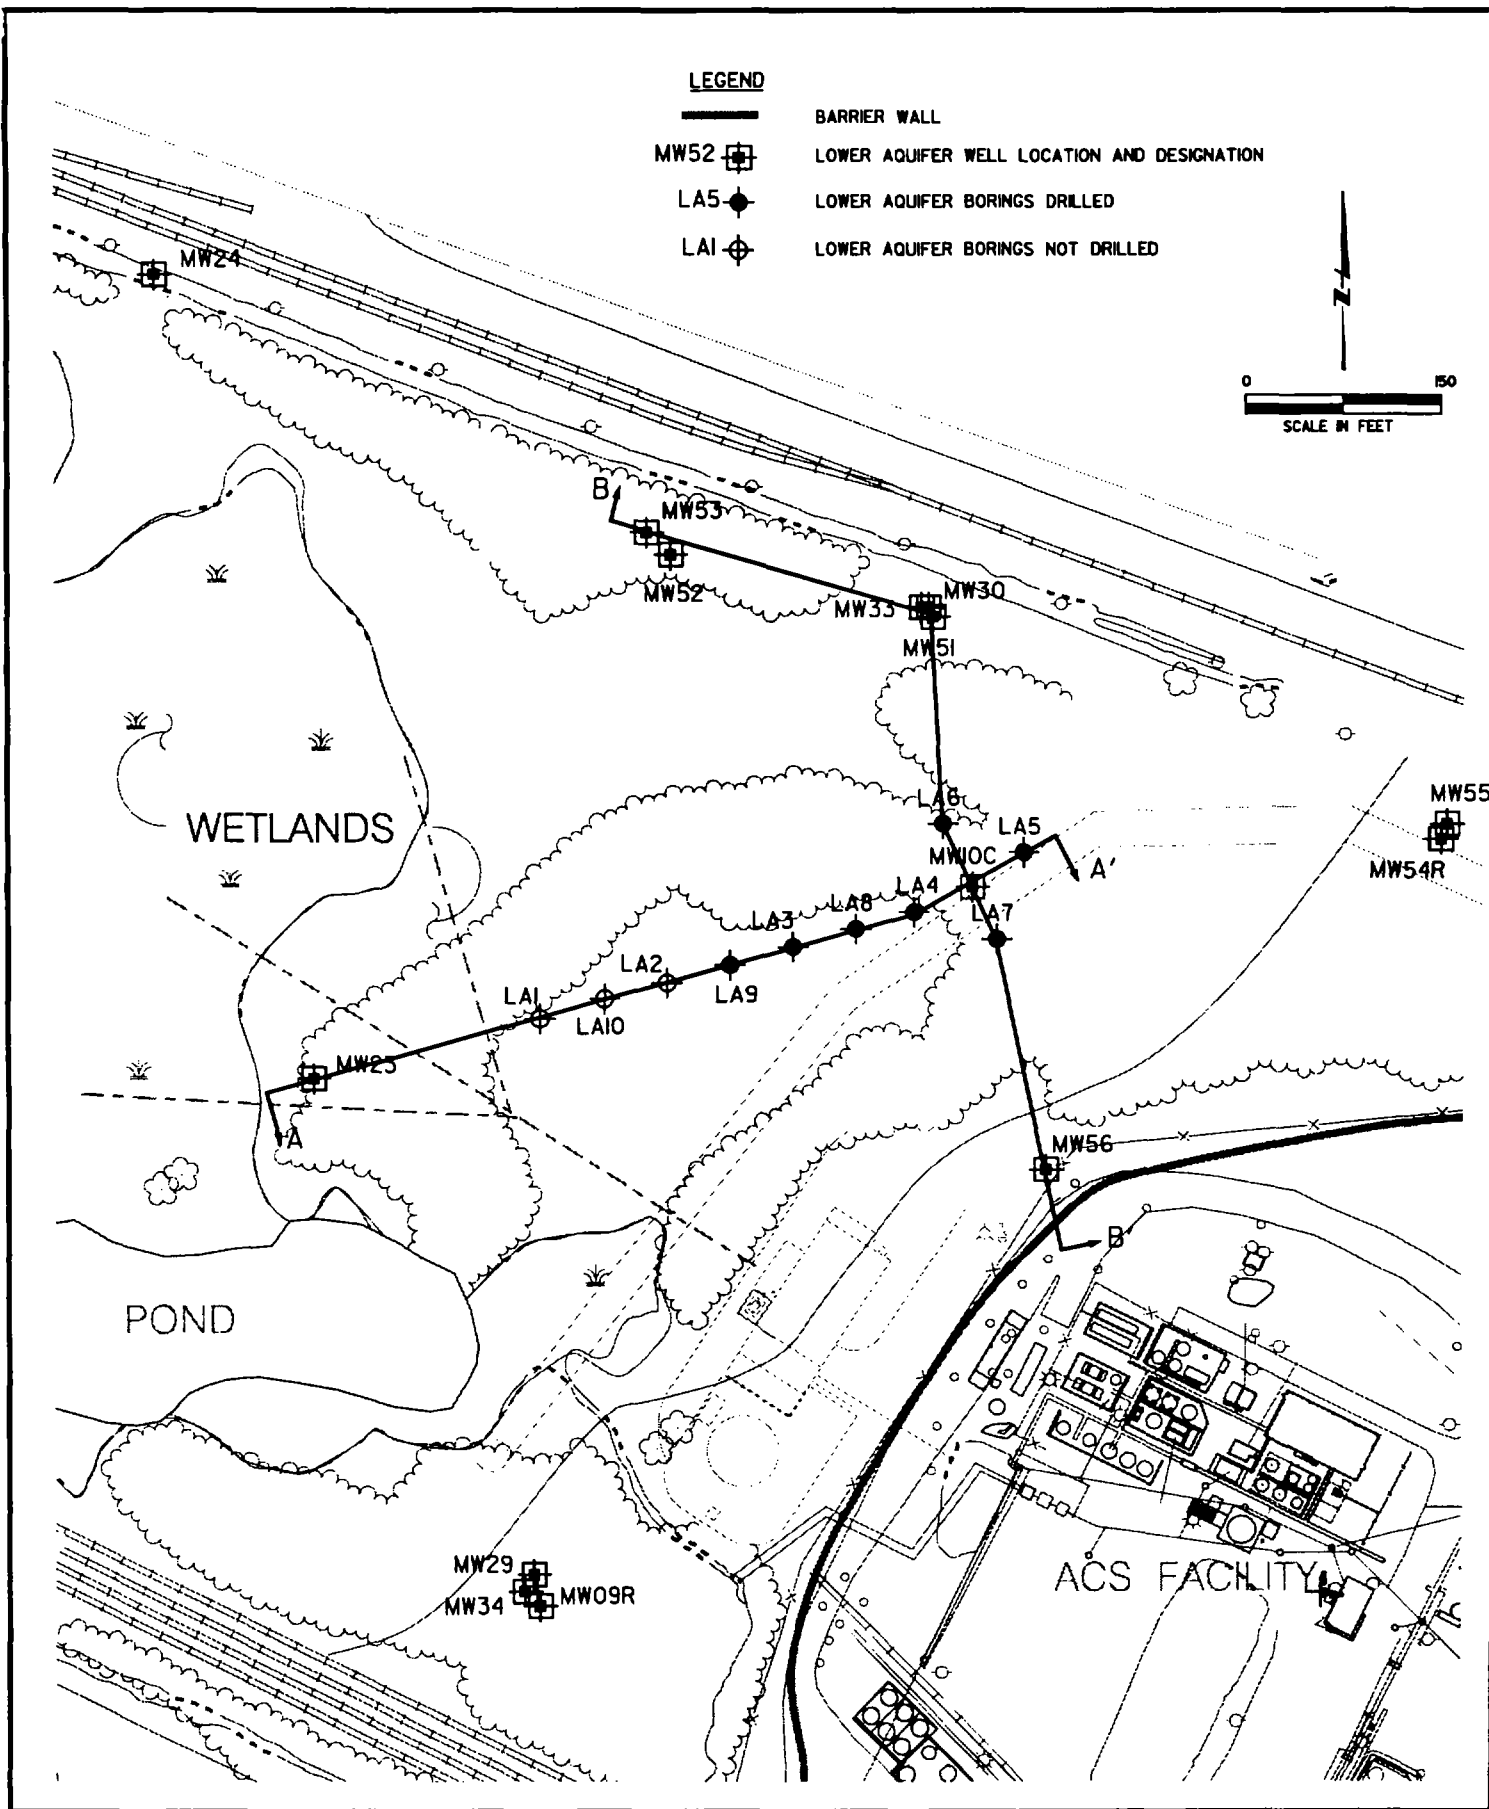 LEGEND
BARRIER WALL
MW52 LOWER AQUIFER WELL LOCATION AND DESIGNATION
LA5 LOWER AQUIFER BORINGS DRILLED
LA1 LOWER AQUIFER BORINGS NOT DRILLED
N
0 150
SCALE IN FEET
MW24
B
MW53
MW52
MW33
MW30
MW51
LA6
LA5
MW10C
A'
MW55
MW54R
LA4
LA7
LA8
LA3
LA2
LA9
LA1
LA10
WETLANDS
MW23
A
MW56
B'
POND
MW29
MW34
MW09R
ACS FACILITY